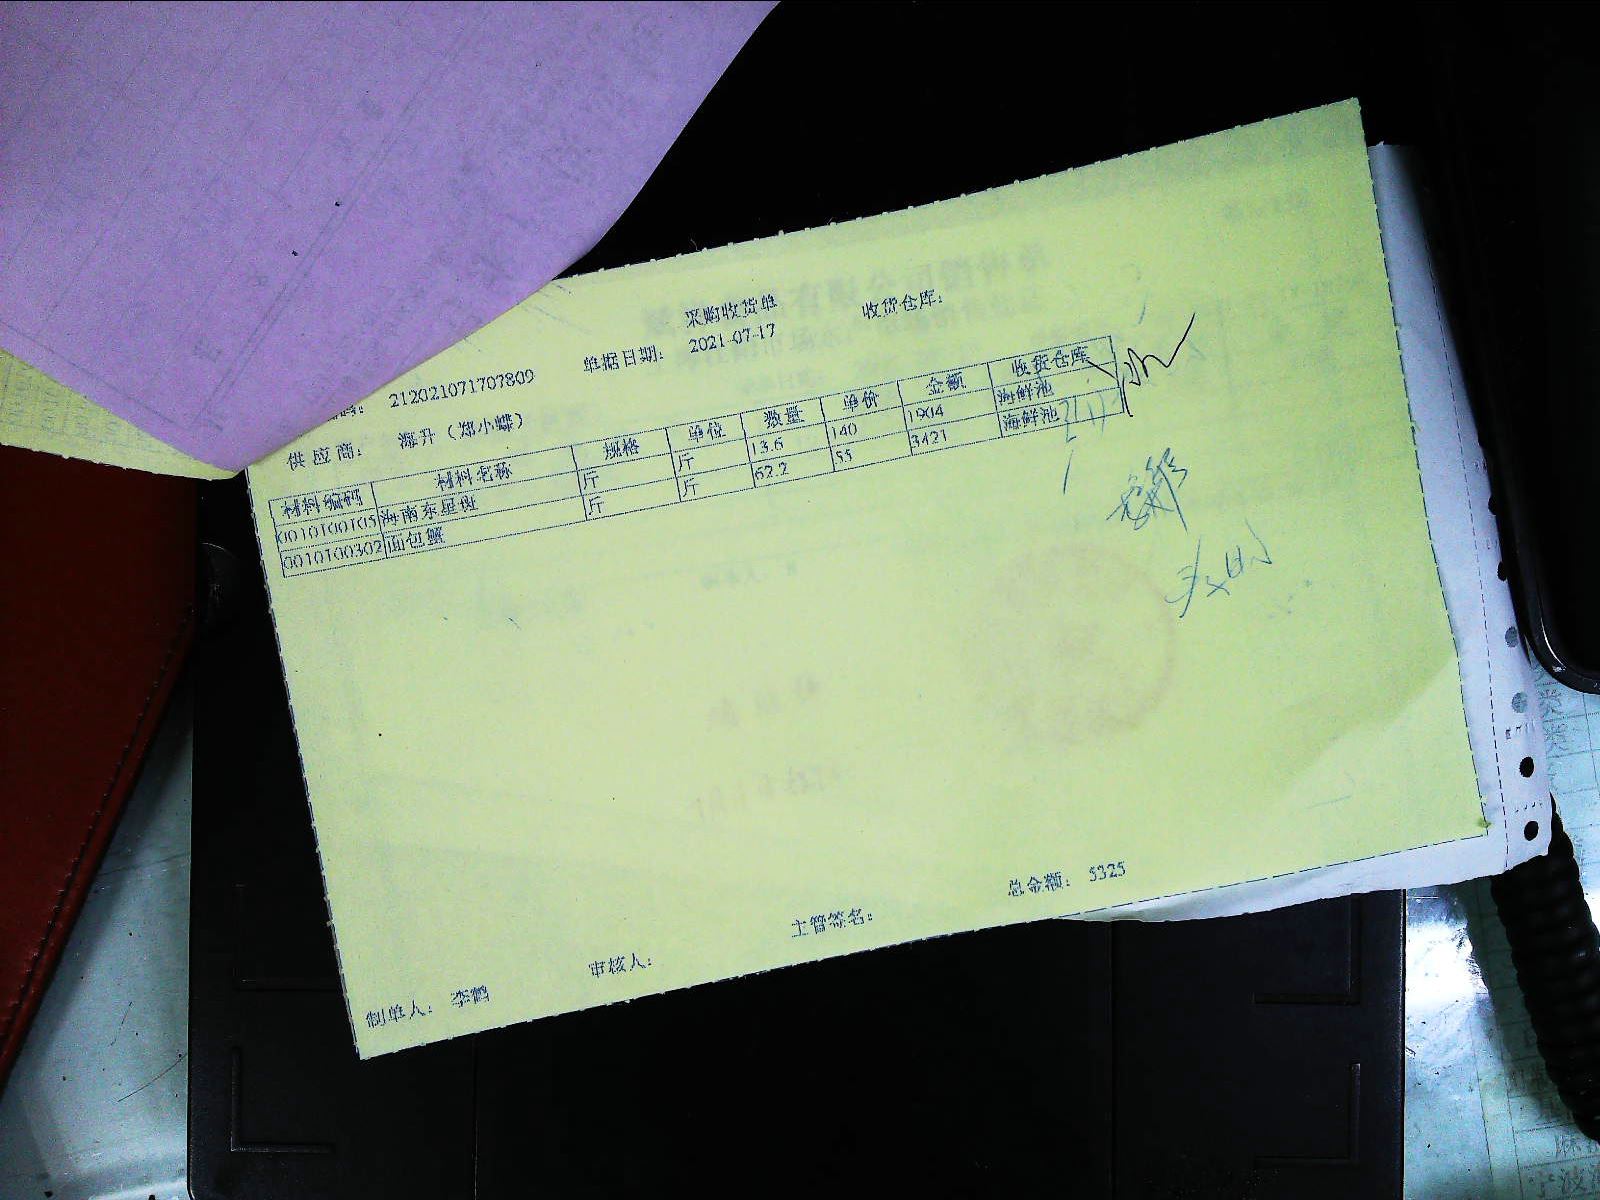 采购收货单
212021071707809 单据日期: 2021-07-17 收货仓库:
供应商: 海升(郑小蝶)
材料编码 材料名称 规格 单位 数量 单价 金额 收货仓库
0010100105 海南东星斑 斤 斤 13.6 140 1904 海鲜池
0010100302 面包蟹 斤 斤 62.2 55 3421 海鲜池
制单人: 李鹤 审核人: 主管签名: 总金额: 5325